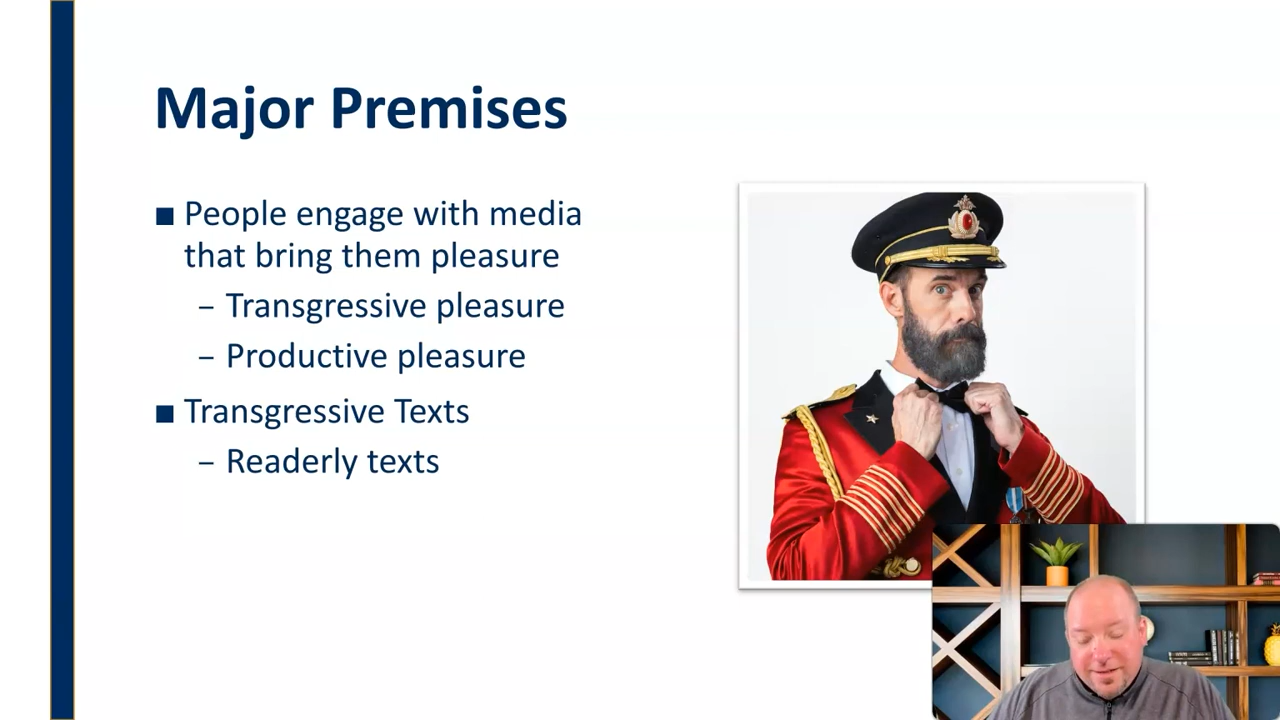 Major Premises
■ People engage with media
that bring them pleasure
– Transgressive pleasure
– Productive pleasure
■ Transgressive Texts
– Readerly texts